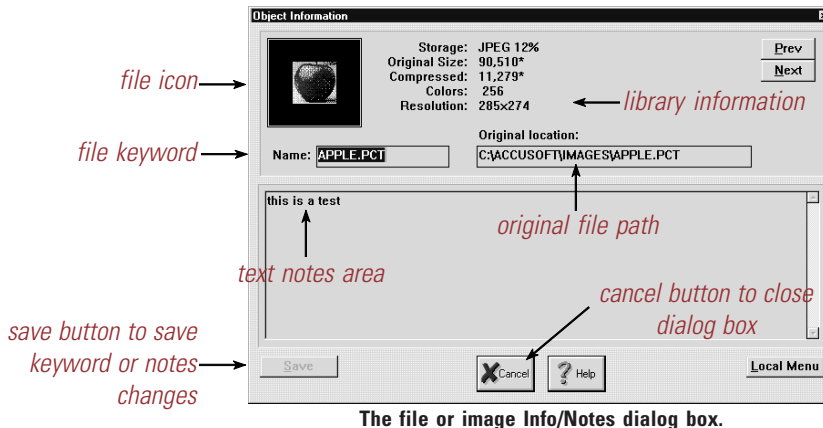 Object Information
Storage: JPEG 12%
Original Size: 90,510*
Compressed: 11,279*
Colors: 256
Resolution: 285x274
Prev
Next
file icon
library information
Original location:
file keyword
Name: APPLE.PCT
C:\ACCUSOFT\IMAGES\APPLE.PCT
this is a test
original file path
text notes area
cancel button to close
dialog box
save button to save
keyword or notes
changes
Save
Cancel
? Help
Local Menu
The file or image Info/Notes dialog box.